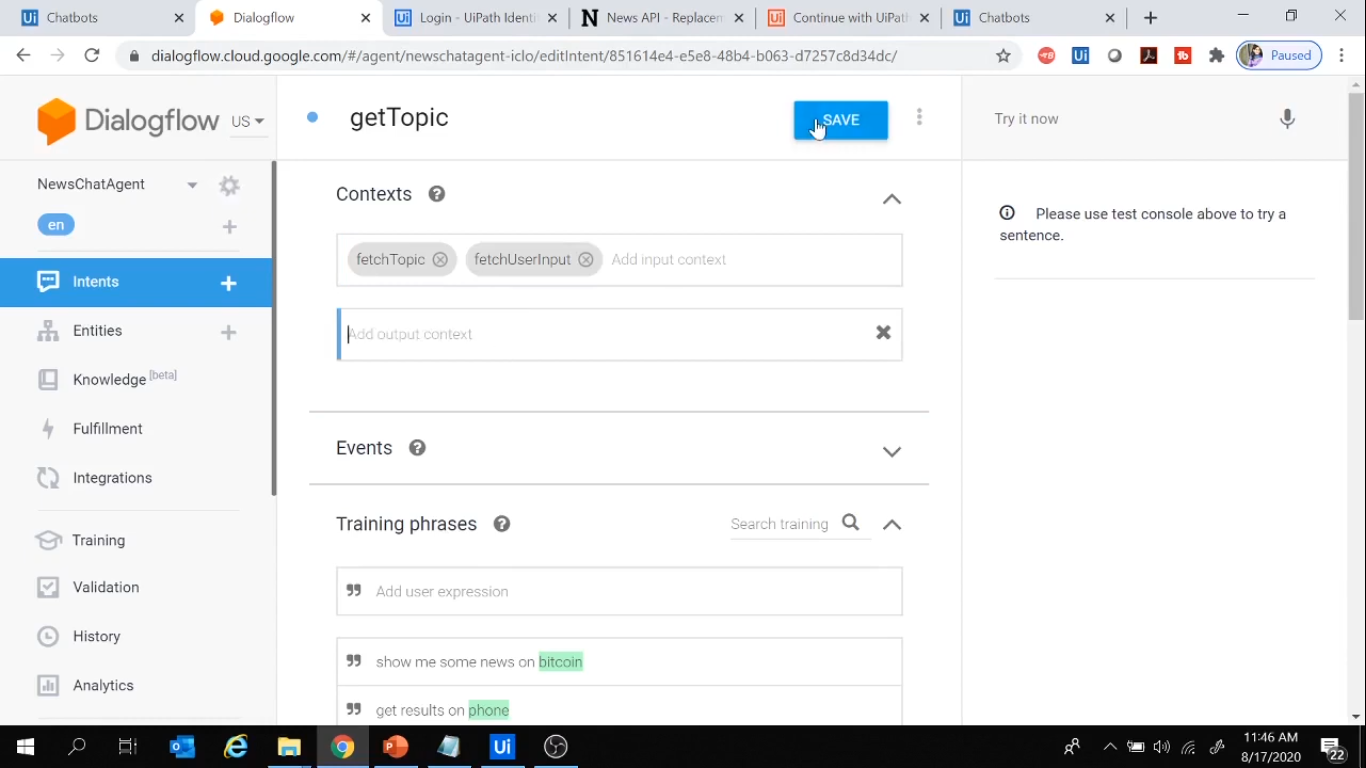 Chatbots
Dialogflow
Login - UiPath Identi
News API - Replacem
Continue with UiPath
Chatbots
dialogflow.cloud.google.com/#/agent/newschatagent-iclo/editIntent/851614e4-e5e8-48b4-b063-d7257c8d34dc/
Paused
Dialogflow
US
getTopic
SAVE
Try it now
NewsChatAgent
en
Contexts
fetchTopic
fetchUserInput
Add input context
Please use test console above to try a
sentence.
Intents
Entities
Add output context
Knowledge [beta]
Fulfillment
Events
Integrations
Training phrases
Search training
Training
Add user expression
Validation
History
show me some news on bitcoin
Analytics
get results on phone
11:46 AM
8/17/2020
22